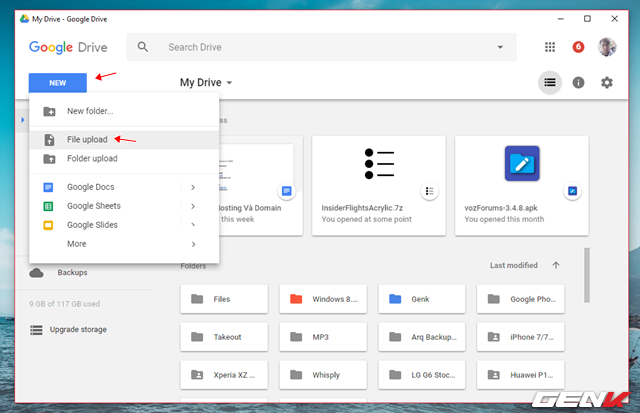 My Drive - Google Drive
Google Drive
Search Drive
6
NEW
My Drive
New folder...
File upload
Folder upload
Google Docs
Google Sheets
Google Slides
More
Backups
9 GB of 117 GB used
Upgrade storage
osting Và Domain
this week
InsiderFlightsAcrylic.7z
You opened at some point
vozForums-3.4.8.apk
You opened this month
Folders
Last modified
Files
Windows 8....
Genk
Google Pho...
Takeout
MP3
Arq Backup...
iPhone 7/7...
Xperia XZ ...
Whisply
LG G6 Stoc...
Huawei P1...
GENK